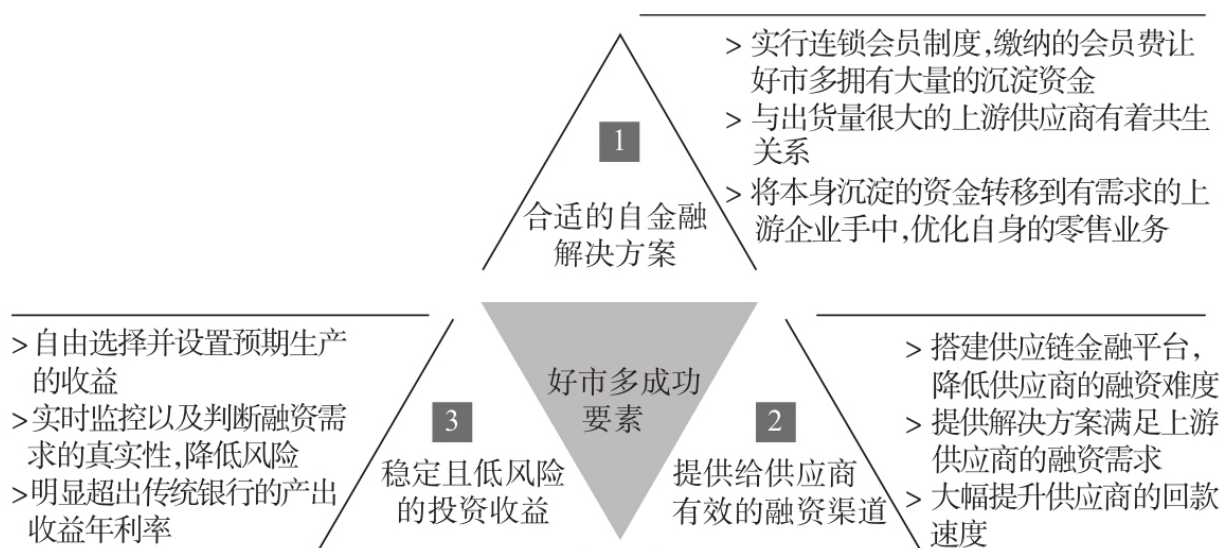 > 实行连锁会员制度,缴纳的会员费让
好市多拥有大量的沉淀资金
> 与出货量很大的上游供应商有着共生
关系
> 将本身沉淀的资金转移到有需求的上
游企业手中,优化自身的零售业务
1
合适的自金融
解决方案
好市多成功
要素
> 自由选择并设置预期生产
的收益
> 实时监控以及判断融资需
求的真实性,降低风险
> 明显超出传统银行的产出
收益年利率
3
稳定且低风险
的投资收益
2
提供给供应商
有效的融资渠道
> 搭建供应链金融平台,
降低供应商的融资难度
> 提供解决方案满足上游
供应商的融资需求
> 大幅提升供应商的回款
速度